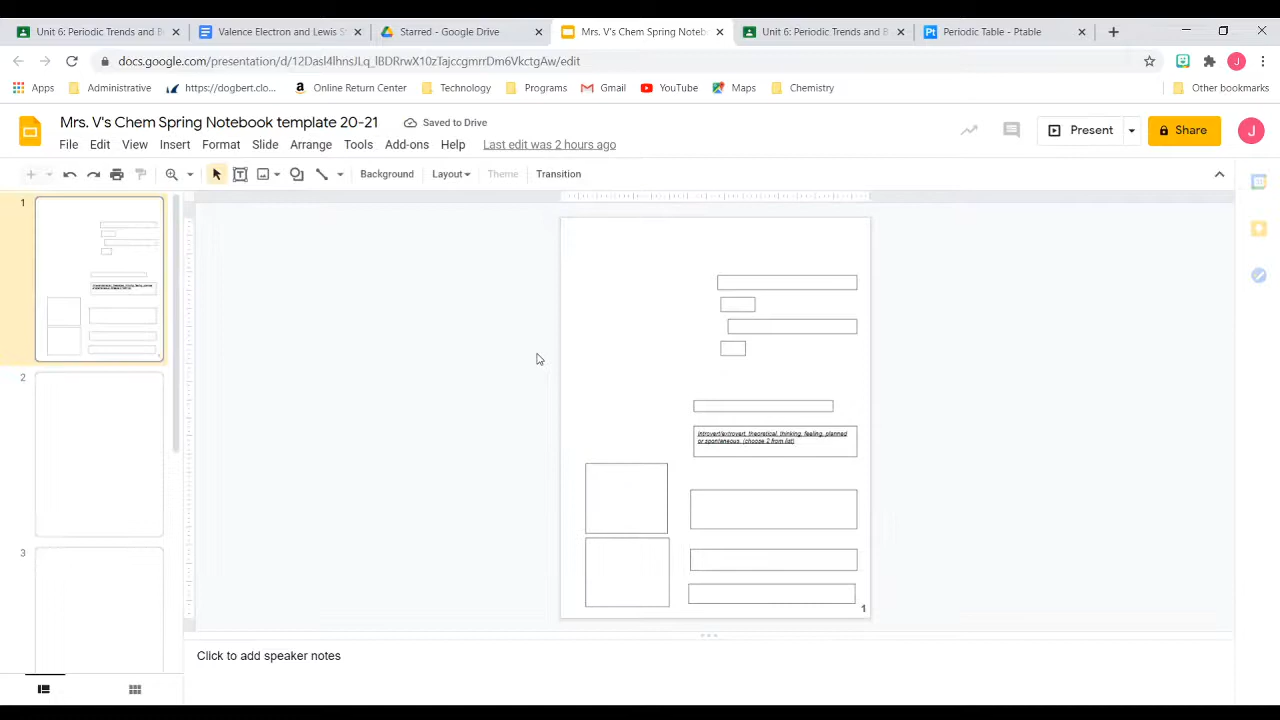 Unit 6: Periodic Trends and B
Valence Electron and Lewis S
Starred - Google Drive
Mrs. V's Chem Spring Notebo
Unit 6: Periodic Trends and B
Pt
Periodic Table - Ptable
docs.google.com/presentation/d/12Dasl4lhnsJLq_lBDRrwX10zTajccgmmDm6VkctgAw/edit
Apps
Administrative
https://dogbert.clo...
Online Return Center
Technology
Programs
Gmail
YouTube
Maps
Chemistry
Other bookmarks
Mrs. V's Chem Spring Notebook template 20-21
Saved to Drive
File Edit View Insert Format Slide Arrange Tools Add-ons Help Last edit was 2 hours ago
Present
Share
J
Background
Layout
Theme
Transition
1
2
3
Introvert/extrovert, theoretical, thinking, feeling, planned
or spontaneous, (choose 2 from list)
1
Click to add speaker notes